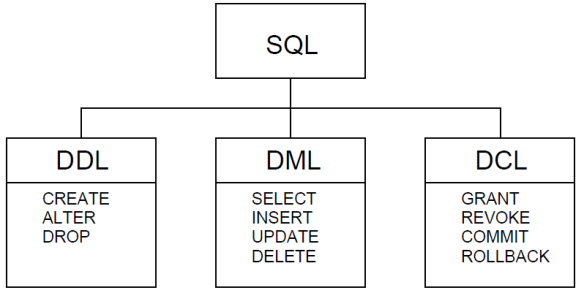 SQL
DDL
CREATE
ALTER
DROP
DML
SELECT
INSERT
UPDATE
DELETE
DCL
GRANT
REVOKE
COMMIT
ROLLBACK